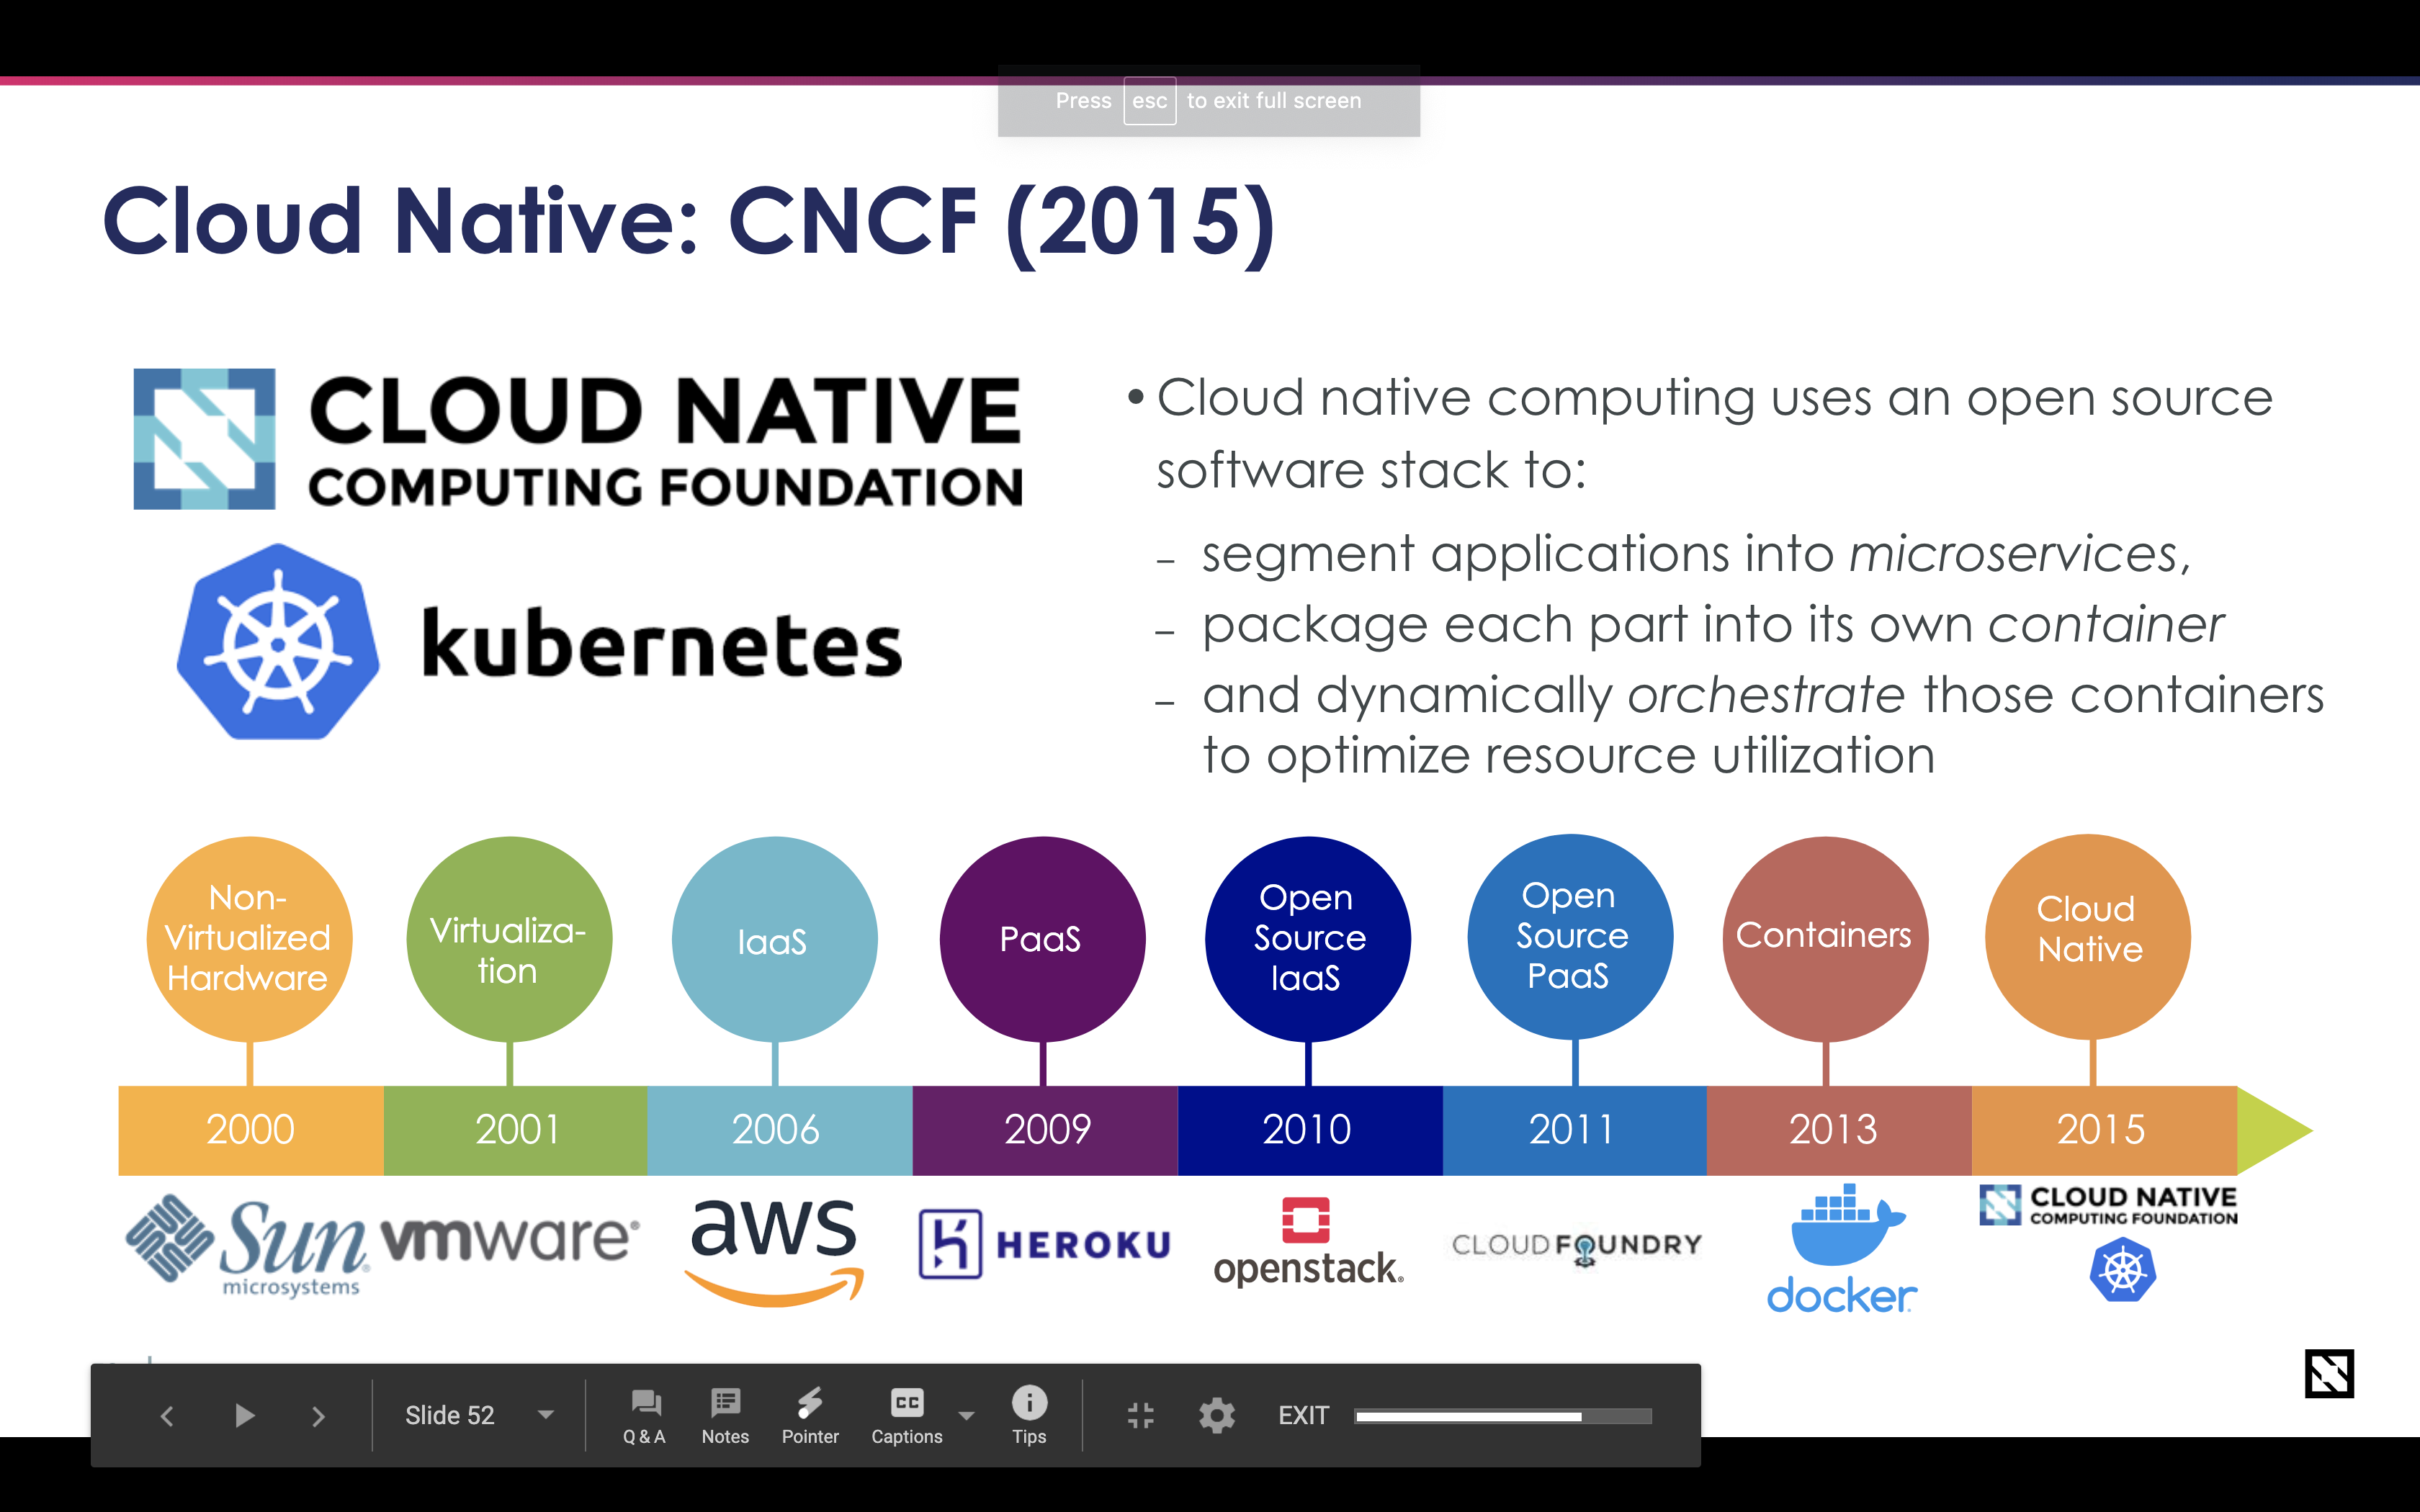 Press esc to exit full screen
Cloud Native: CNCF (2015)
CLOUD NATIVE
COMPUTING FOUNDATION
kubernetes
• Cloud native computing uses an open source
software stack to:
– segment applications into microservices,
– package each part into its own container
– and dynamically orchestrate those containers
to optimize resource utilization
Non-
Virtualized
Hardware
Virtualiza-
tion
IaaS
PaaS
Open
Source
IaaS
Open
Source
PaaS
Containers
Cloud
Native
2000
2001
2006
2009
2010
2011
2013
2015
Sun
microsystems
vmware®
aws
HEROKU
openstack.
CLOUDFOUNDRY
docker
CLOUD NATIVE
COMPUTING FOUNDATION
Slide 52
Q & A
Notes
Pointer
CC
Captions
Tips
EXIT